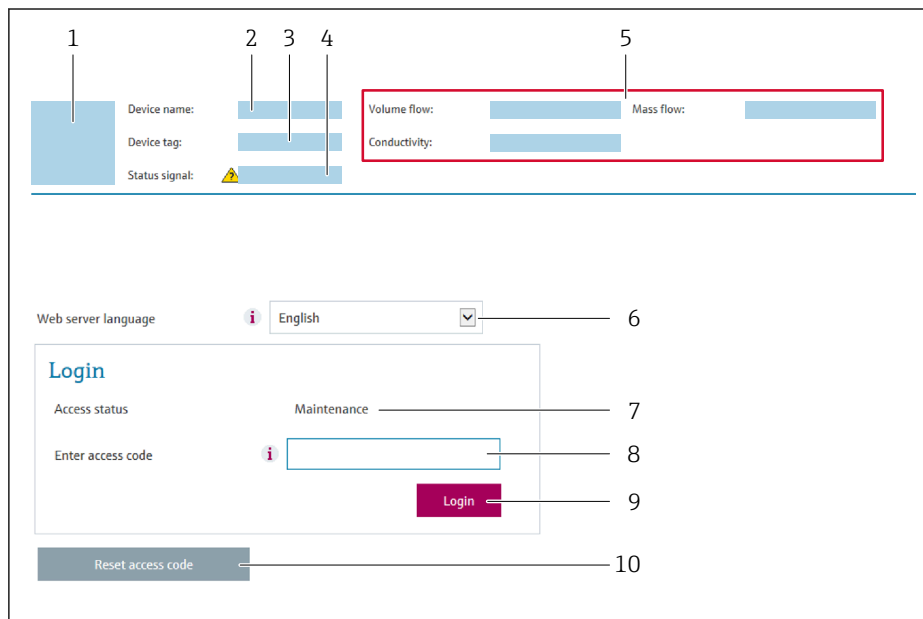 1 2 3 4 5
Device name: Volume flow: Mass flow:
Device tag: Conductivity:
Status signal: ?
Web server language i English 6
Login
Access status Maintenance 7
Enter access code i 8
Login 9
Reset access code 10